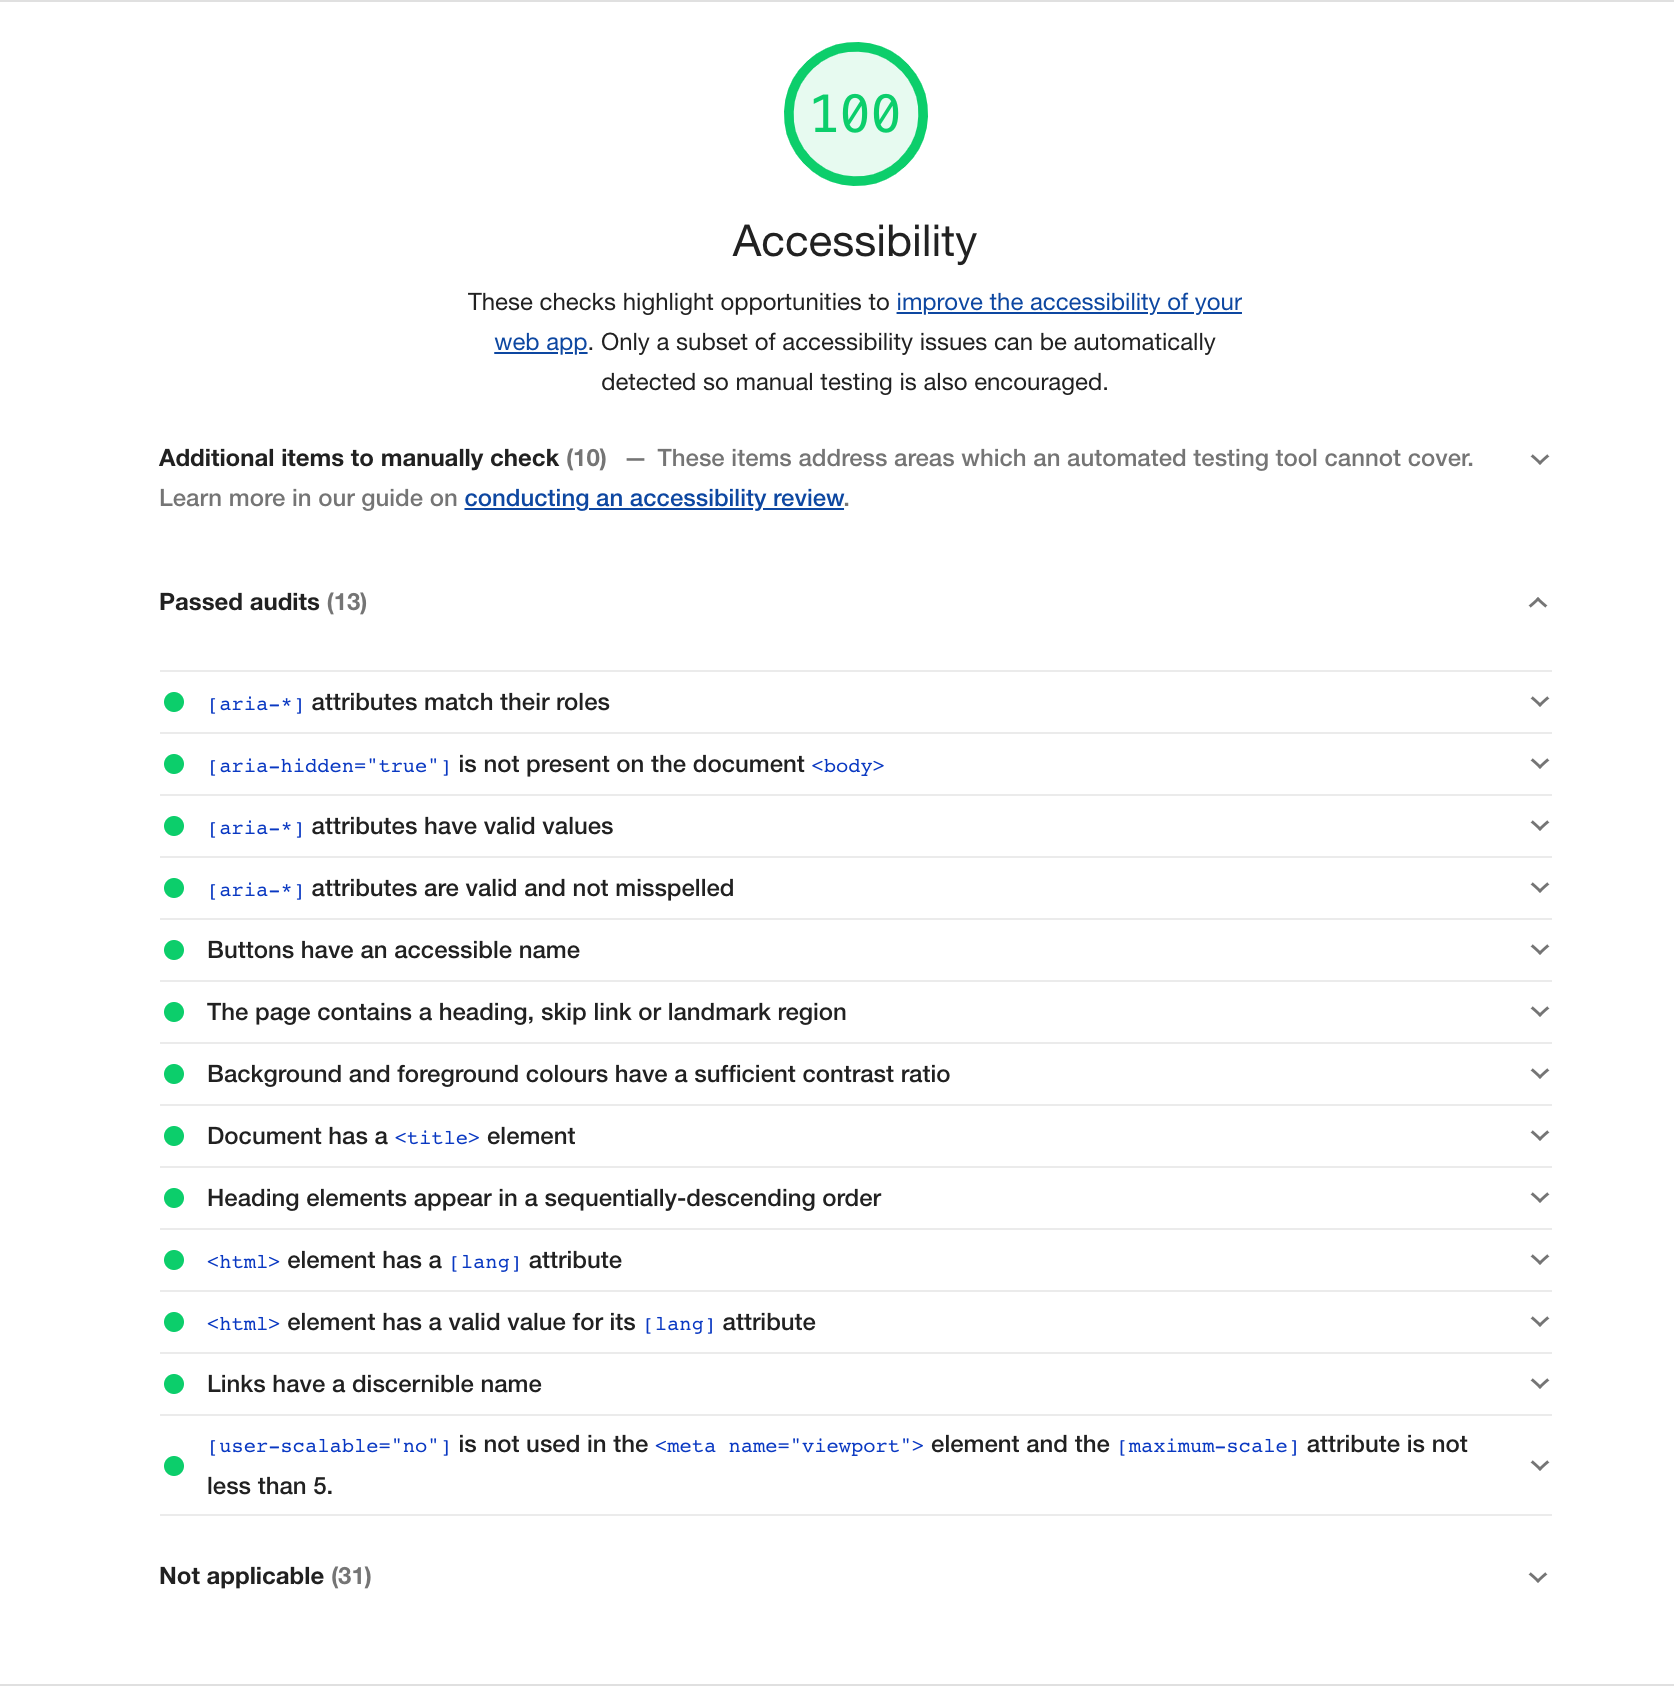 100
Accessibility
These checks highlight opportunities to improve the accessibility of your
web app. Only a subset of accessibility issues can be automatically
detected so manual testing is also encouraged.
Additional items to manually check (10) — These items address areas which an automated testing tool cannot cover.
Learn more in our guide on conducting an accessibility review.
Passed audits (13)
[aria-*] attributes match their roles
[aria-hidden="true"] is not present on the document <body>
[aria-*] attributes have valid values
[aria-*] attributes are valid and not misspelled
Buttons have an accessible name
The page contains a heading, skip link or landmark region
Background and foreground colours have a sufficient contrast ratio
Document has a <title> element
Heading elements appear in a sequentially-descending order
<html> element has a [lang] attribute
<html> element has a valid value for its [lang] attribute
Links have a discernible name
[user-scalable="no"] is not used in the <meta name="viewport"> element and the [maximum-scale] attribute is not
less than 5.
Not applicable (31)